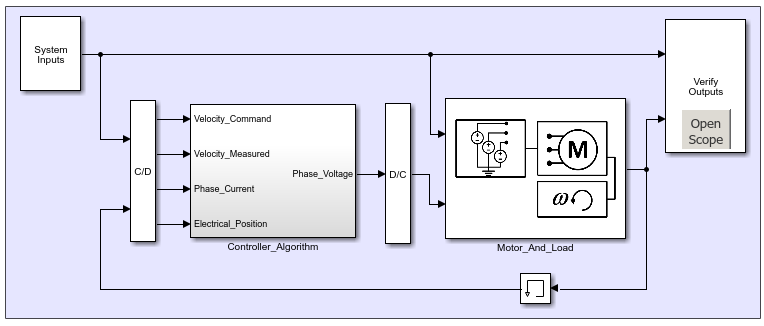 System
Inputs
C/D
Velocity_Command
Velocity_Measured
Phase_Current
Electrical_Position
Phase_Voltage
Controller_Algorithm
D/C
M
ω
Motor_And_Load
Verify
Outputs
Open
Scope